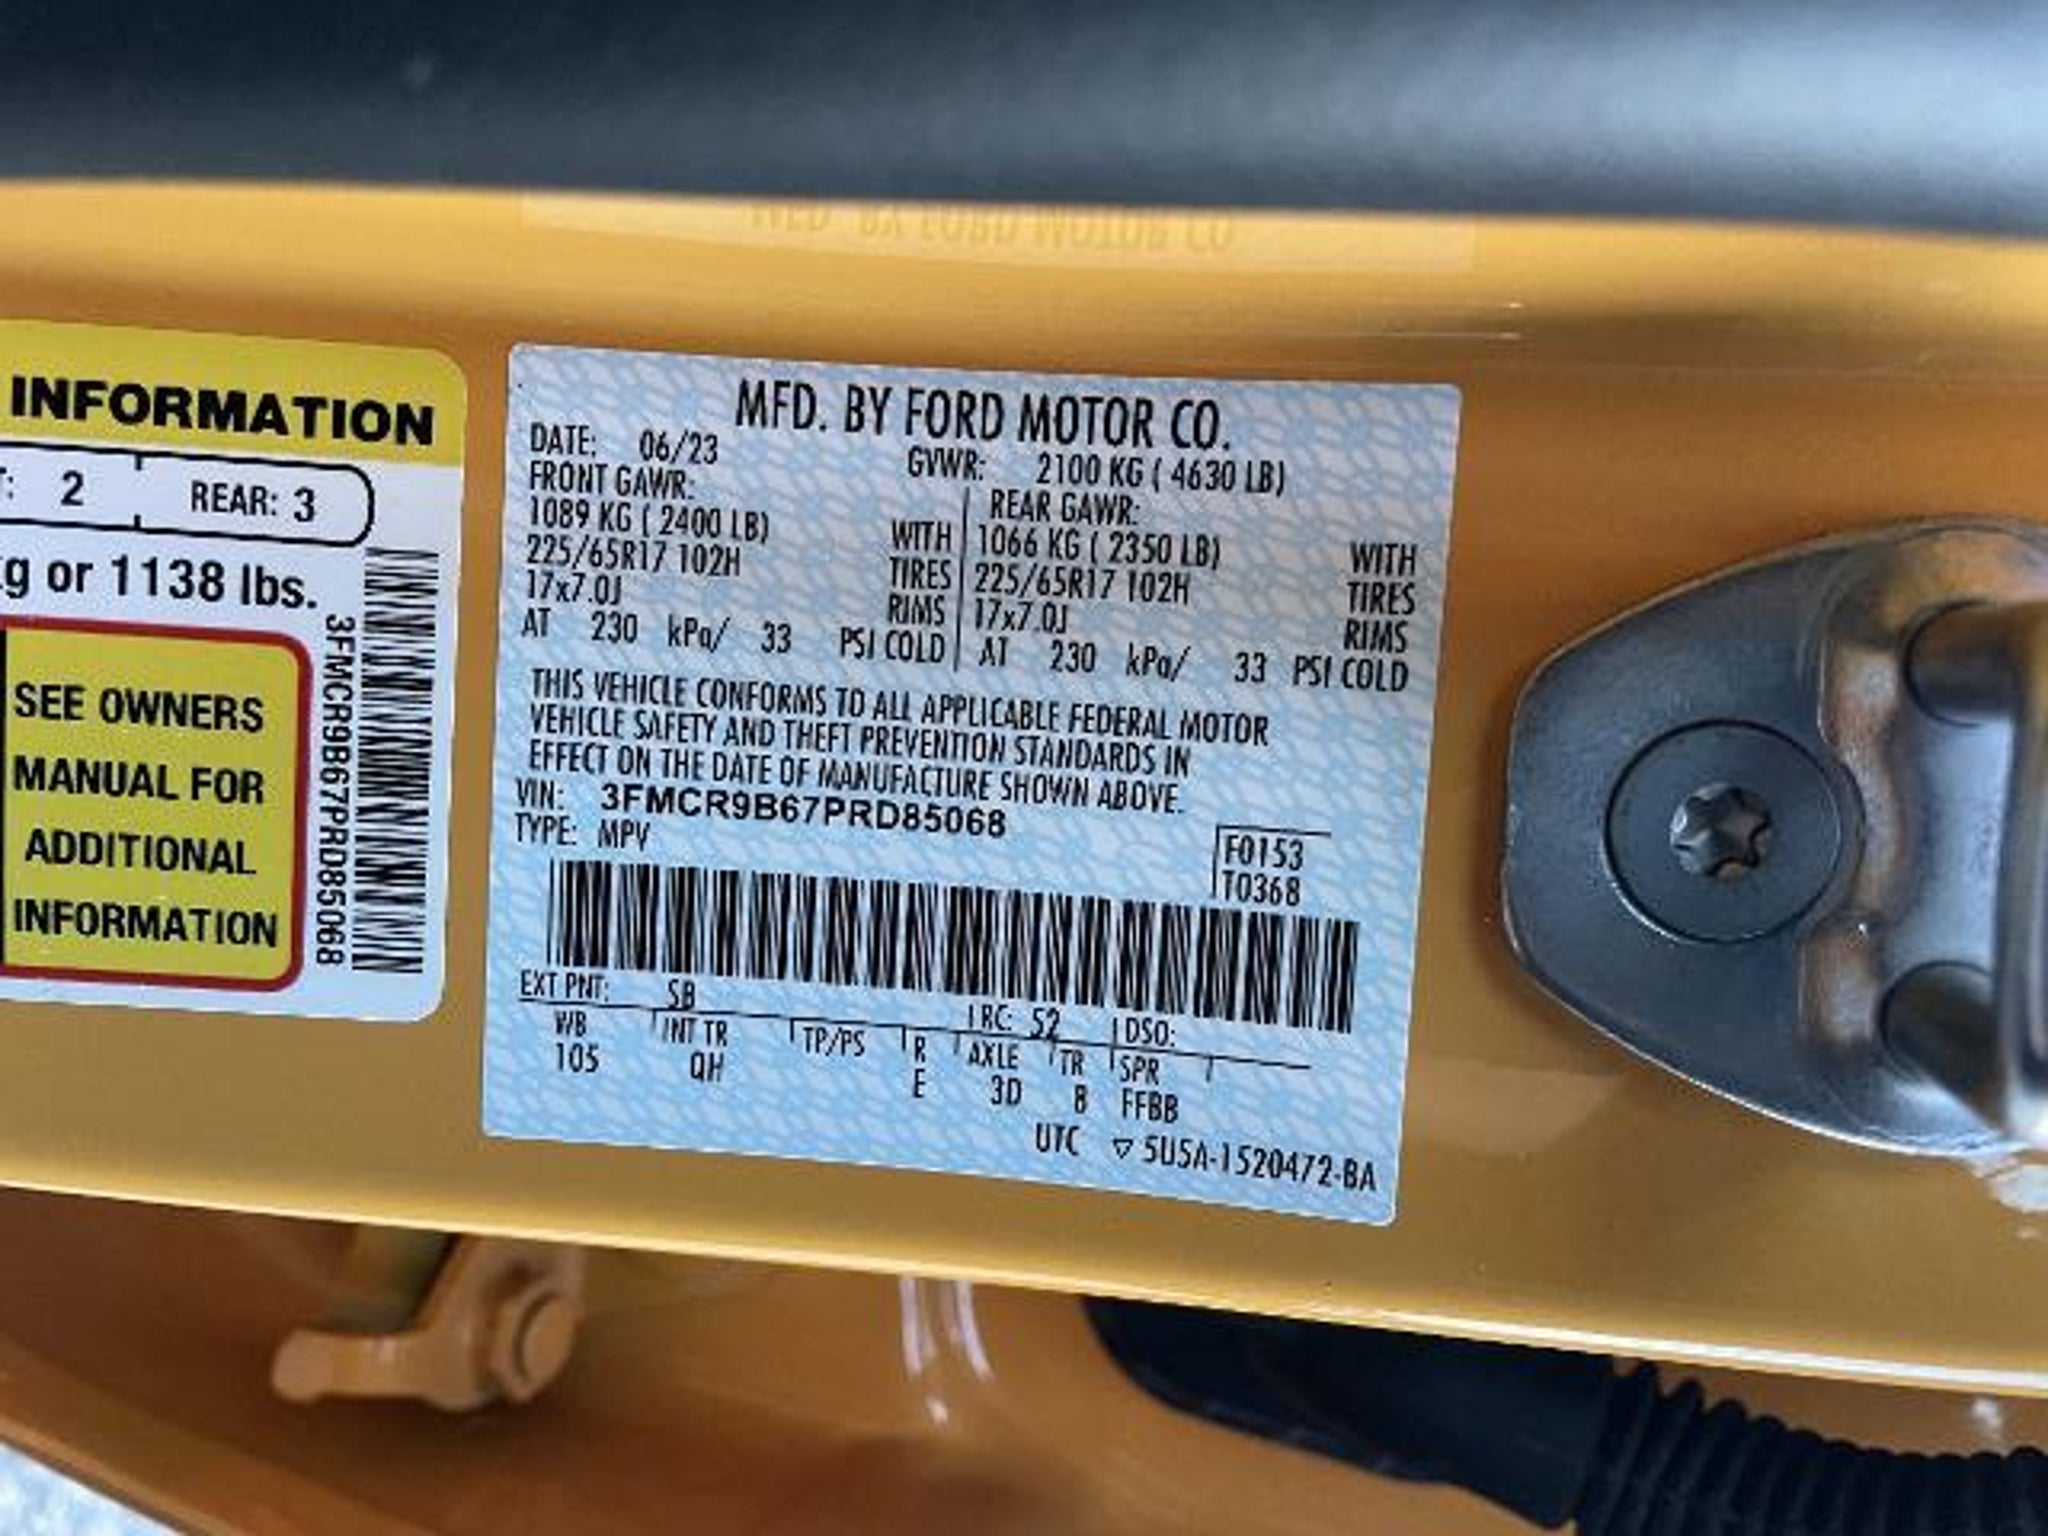 INFORMATION
: 2 REAR: 3
g or 1138 lbs.
SEE OWNERS
MANUAL FOR
ADDITIONAL
INFORMATION
3FMCR9B67PRD85068
MFD. BY FORD MOTOR CO.
DATE: 06/23 GVWR: 2100 KG ( 4630 LB)
FRONT GAWR: REAR GAWR:
1089 KG ( 2400 LB) WITH 1066 KG ( 2350 LB) WITH
225/65R17 102H TIRES 225/65R17 102H TIRES
17x7.0J RIMS 17x7.0J RIMS
AT 230 kPa/ 33 PSI COLD AT 230 kPa/ 33 PSI COLD
THIS VEHICLE CONFORMS TO ALL APPLICABLE FEDERAL MOTOR
VEHICLE SAFETY AND THEFT PREVENTION STANDARDS IN
EFFECT ON THE DATE OF MANUFACTURE SHOWN ABOVE.
VIN: 3FMCR9B67PRD85068
TYPE: MPV
F0153
T0368
EXT PNT: SB RC: 52 DSO:
WB INT TR TP/PS R AXLE TR SPR
105 QH E 3D 8 FFBB
UTC ▽ 5U5A-1520472-BA